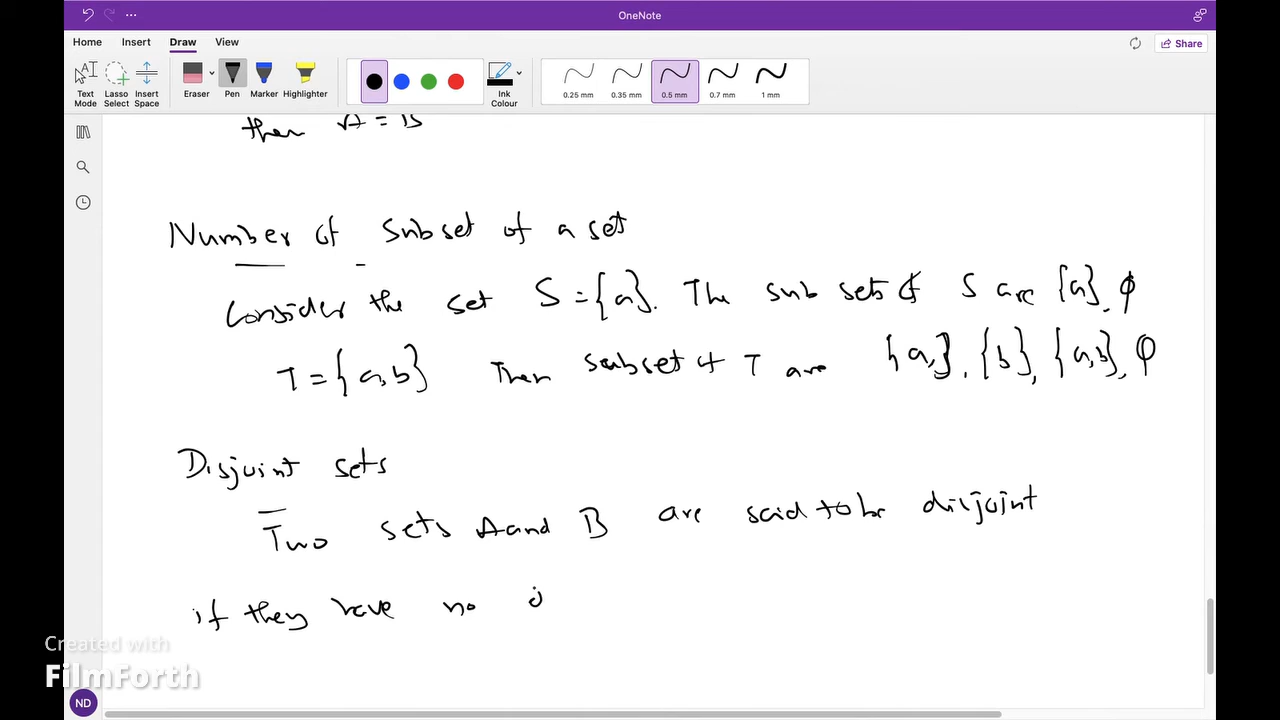 OneNote
Home Insert Draw View
Share
Text Mode Lasso Select Insert Space Eraser Pen Marker Highlighter Ink Colour 0.25 mm 0.35 mm 0.5 mm 0.7 mm 1 mm
then A = B
Number of subset of a set
Consider the set S = {a}. The sub sets of S are {a}, φ
T = {a,b} Then subset of T are {a,}, {b}, {a,b}, φ
Disjoint sets
Two sets A and B are said to be disjoint
if they have no
Created with
FilmForth
ND